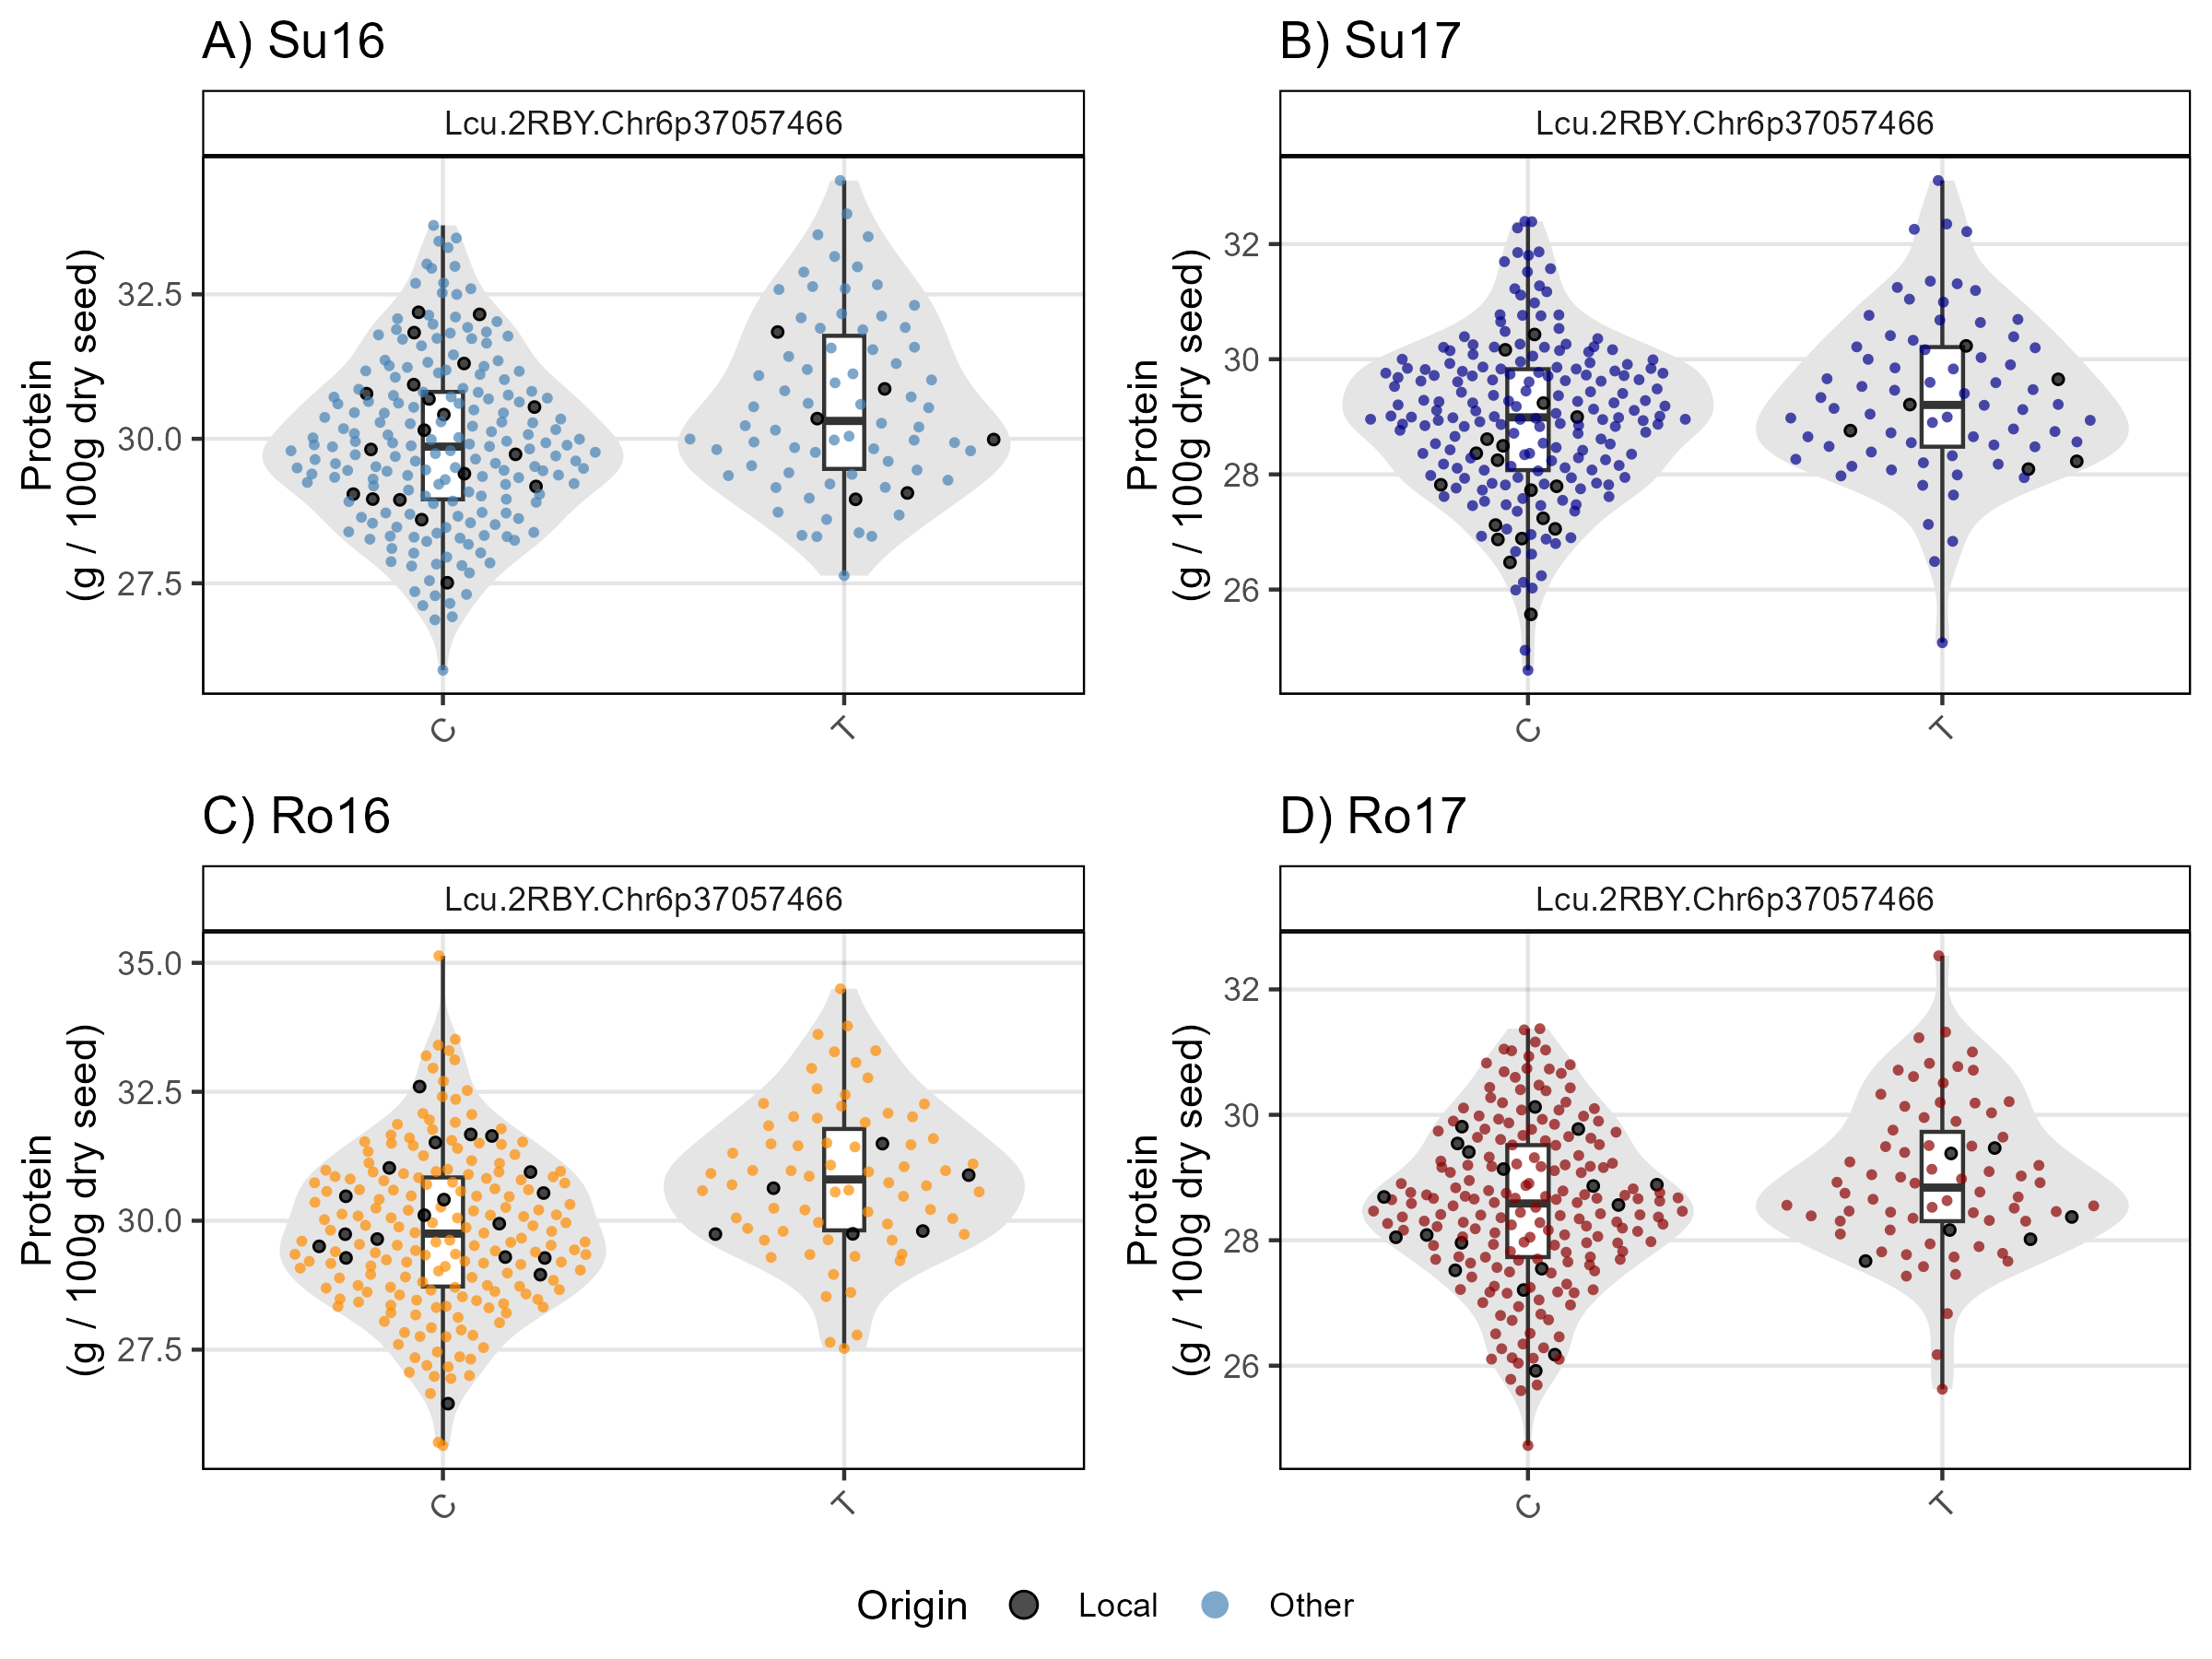 A) Su16
Lcu.2RBY.Chr6p37057466
Protein
(g / 100g dry seed)
32.5
30.0
27.5
C
T
B) Su17
Lcu.2RBY.Chr6p37057466
Protein
(g / 100g dry seed)
32
30
28
26
C
T
C) Ro16
Lcu.2RBY.Chr6p37057466
Protein
(g / 100g dry seed)
35.0
32.5
30.0
27.5
C
T
D) Ro17
Lcu.2RBY.Chr6p37057466
Protein
(g / 100g dry seed)
32
30
28
26
C
T
Origin Local Other